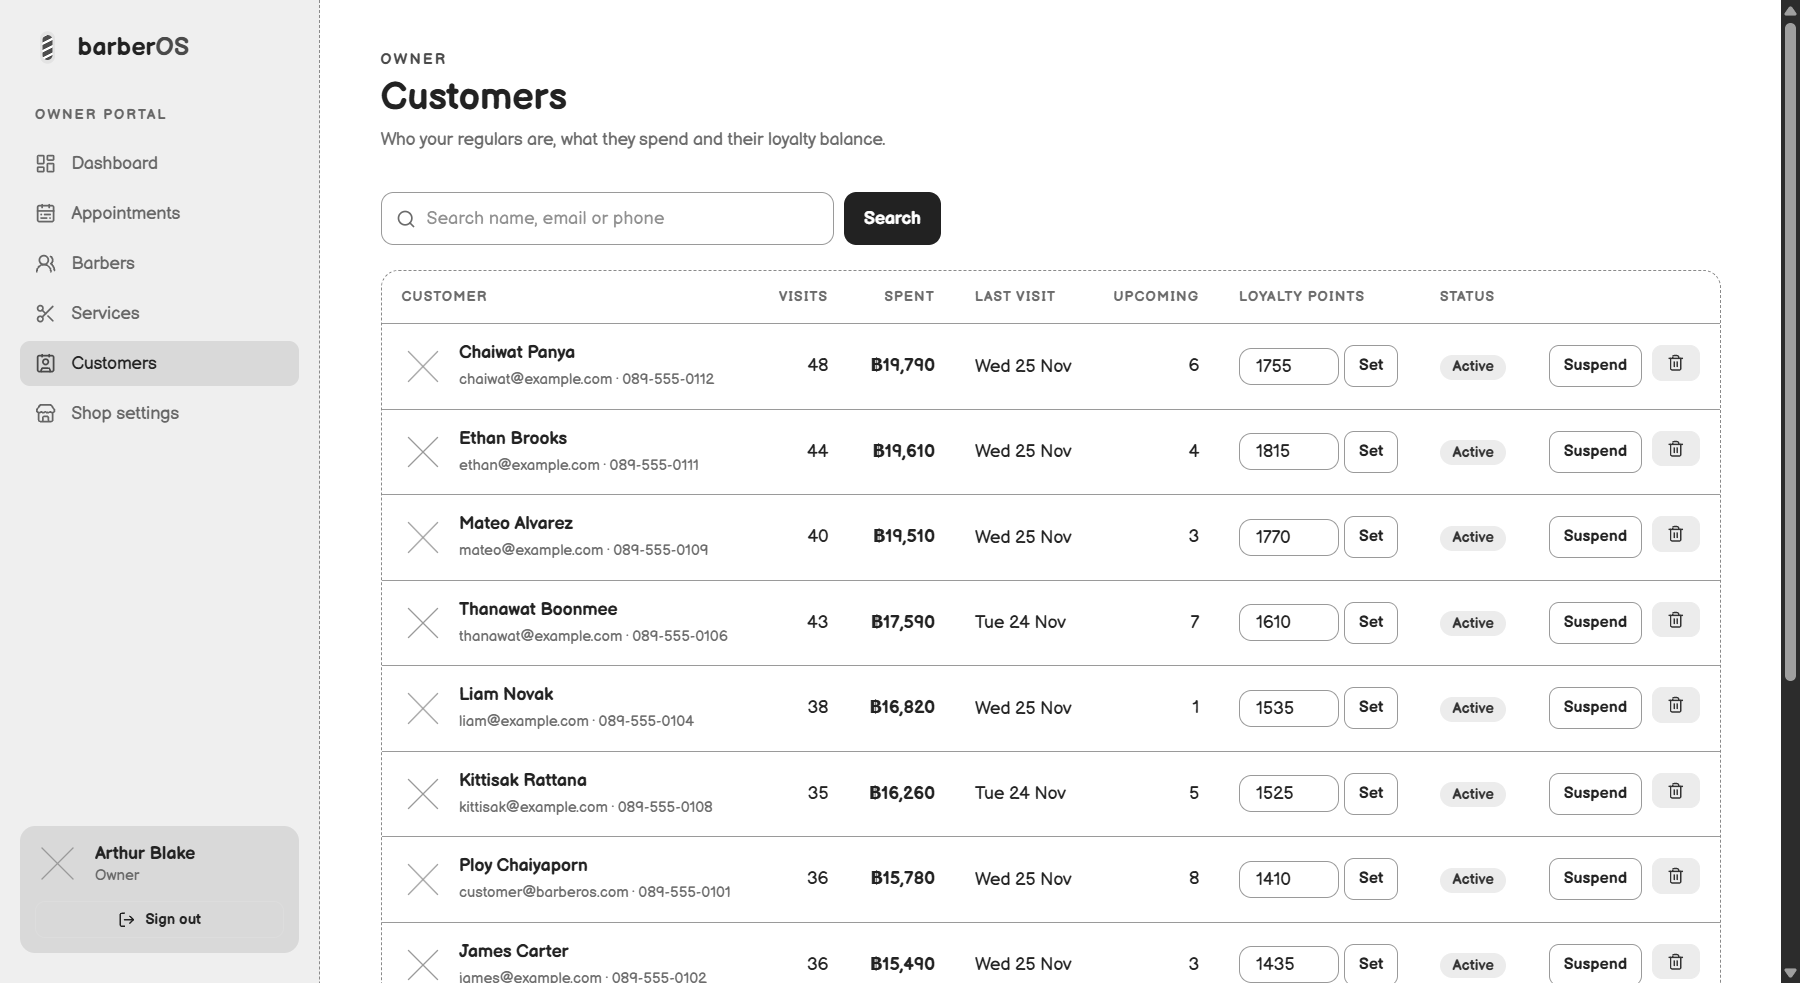 barberOS
OWNER PORTAL
Dashboard
Appointments
Barbers
Services
Customers
Shop settings
Arthur Blake
Owner
Sign out
OWNER
Customers
Who your regulars are, what they spend and their loyalty balance.
Search name, email or phone
Search
CUSTOMER VISITS SPENT LAST VISIT UPCOMING LOYALTY POINTS STATUS
Chaiwat Panya
chaiwat@example.com · 089-555-0112
48 ฿19,790 Wed 25 Nov 6 1755 Set Active Suspend
Ethan Brooks
ethan@example.com · 089-555-0111
44 ฿19,610 Wed 25 Nov 4 1815 Set Active Suspend
Mateo Alvarez
mateo@example.com · 089-555-0109
40 ฿19,510 Wed 25 Nov 3 1770 Set Active Suspend
Thanawat Boonmee
thanawat@example.com · 089-555-0106
43 ฿17,590 Tue 24 Nov 7 1610 Set Active Suspend
Liam Novak
liam@example.com · 089-555-0104
38 ฿16,820 Wed 25 Nov 1 1535 Set Active Suspend
Kittisak Rattana
kittisak@example.com · 089-555-0108
35 ฿16,260 Tue 24 Nov 5 1525 Set Active Suspend
Ploy Chaiyaporn
customer@barberos.com · 089-555-0101
36 ฿15,780 Wed 25 Nov 8 1410 Set Active Suspend
James Carter
james@example.com · 089-555-0102
36 ฿15,490 Wed 25 Nov 3 1435 Set Active Suspend